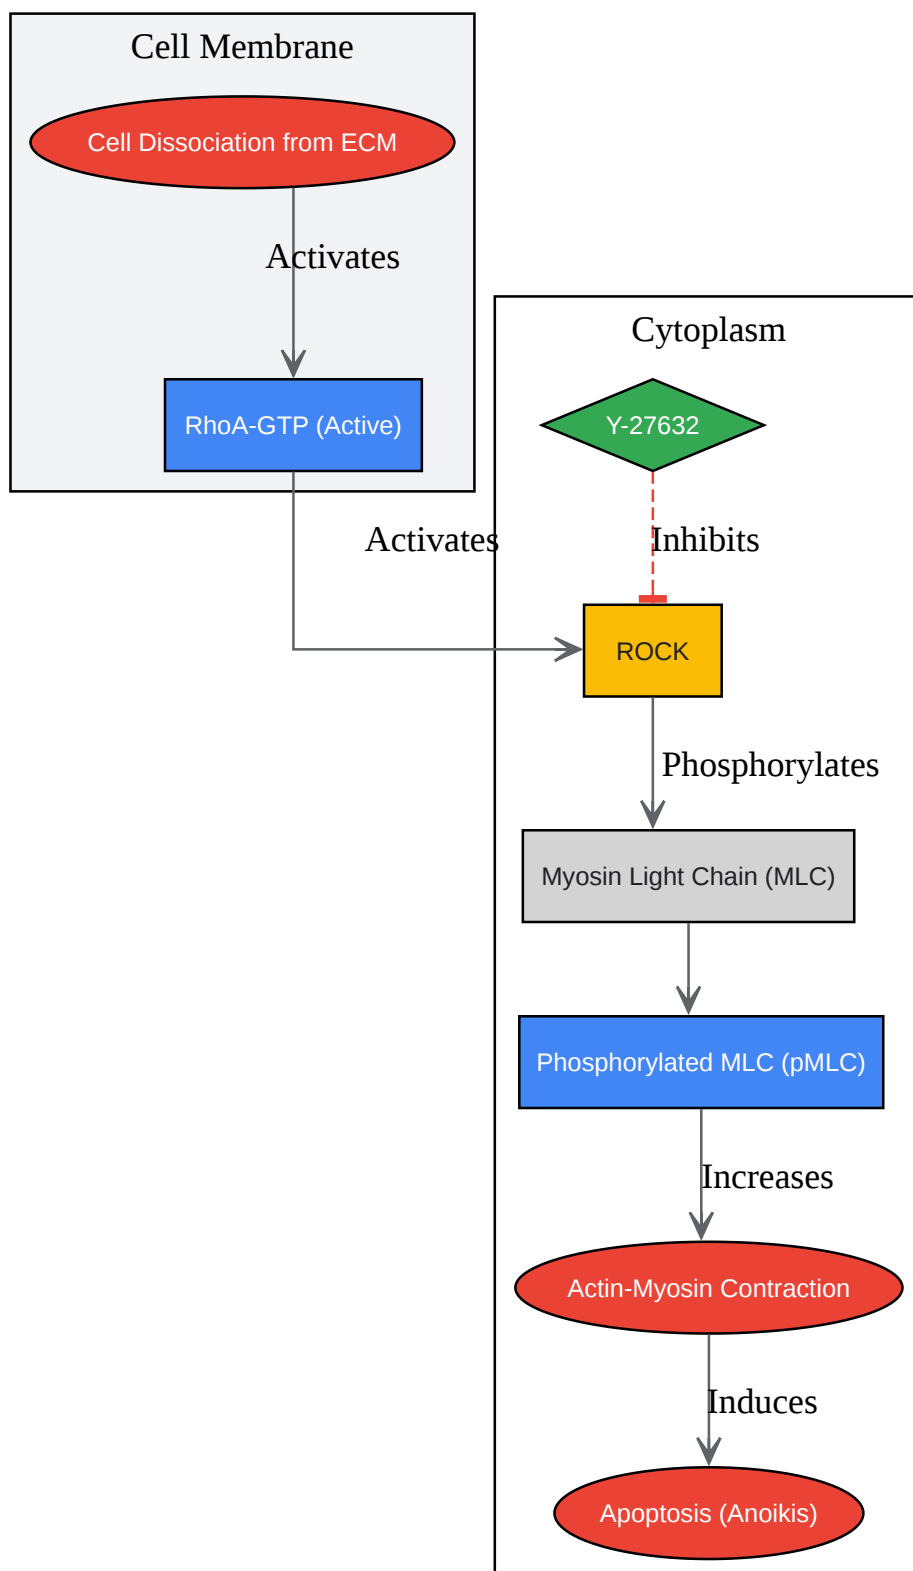 Cell Membrane
Cell Dissociation from ECM
Activates
RhoA-GTP (Active)
Activates
Cytoplasm
Y-27632
Inhibits
ROCK
Phosphorylates
Myosin Light Chain (MLC)
Phosphorylated MLC (pMLC)
Increases
Actin-Myosin Contraction
Induces
Apoptosis (Anoikis)